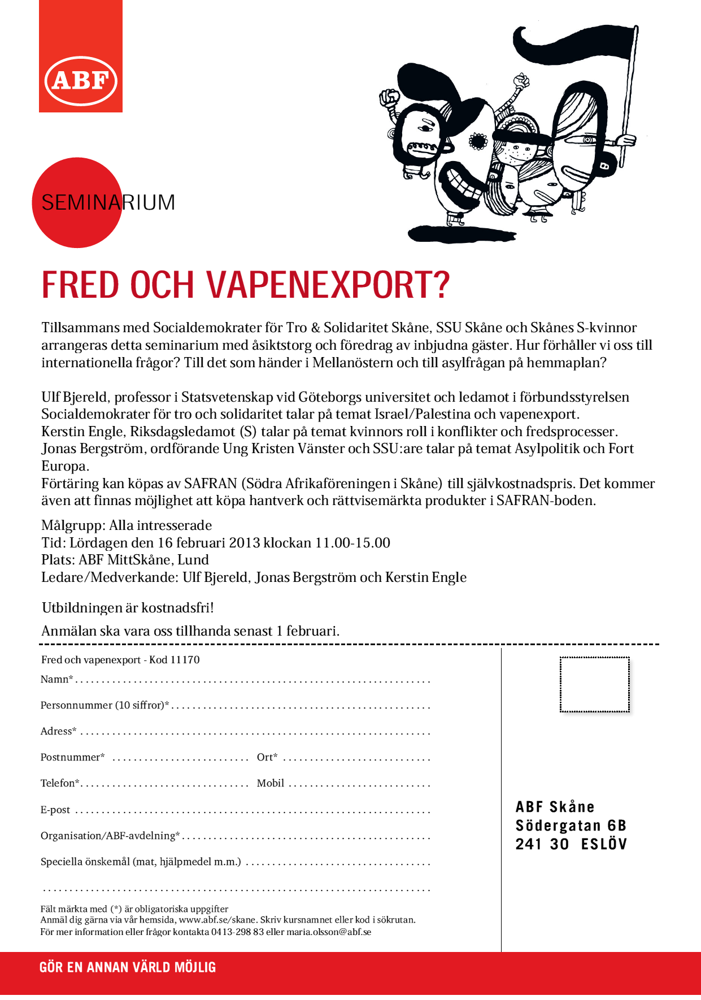 ABF
SEMINARIUM
FRED OCH VAPENEXPORT?
Tillsammans med Socialdemokrater för Tro & Solidaritet Skåne, SSU Skåne och Skånes S-kvinnor
arrangeras detta seminarium med åsiktstorg och föredrag av inbjudna gäster. Hur förhåller vi oss till
internationella frågor? Till det som händer i Mellanöstern och till asylfrågan på hemmaplan?
Ulf Bjereld, professor i Statsvetenskap vid Göteborgs universitet och ledamot i förbundsstyrelsen
Socialdemokrater för tro och solidaritet talar på temat Israel/Palestina och vapenexport.
Kerstin Engle, Riksdagsledamot (S) talar på temat kvinnors roll i konflikter och fredsprocesser.
Jonas Bergström, ordförande Ung Kristen Vänster och SSU:are talar på temat Asylpolitik och Fort
Europa.
Förtäring kan köpas av SAFRAN (Södra Afrikaföreningen i Skåne) till självkostnadspris. Det kommer
även att finnas möjlighet att köpa hantverk och rättvisemärkta produkter i SAFRAN-boden.
Målgrupp: Alla intresserade
Tid: Lördagen den 16 februari 2013 klockan 11.00-15.00
Plats: ABF MittSkåne, Lund
Ledare/Medverkande: Ulf Bjereld, Jonas Bergström och Kerstin Engle
Utbildningen är kostnadsfri!
Anmälan ska vara oss tillhanda senast 1 februari.
Fred och vapenexport - Kod 11170
Namn*
Personnummer (10 siffror)*
Adress*
Postnummer* Ort*
Telefon* Mobil
E-post
Organisation/ABF-avdelning*
Speciella önskemål (mat, hjälpmedel m.m.)
Fält märkta med (*) är obligatoriska uppgifter
Anmäl dig gärna via vår hemsida, www.abf.se/skane. Skriv kursnamnet eller kod i sökrutan.
För mer information eller frågor kontakta 0413-298 83 eller maria.olsson@abf.se
ABF Skåne
Södergatan 6B
241 30 ESLÖV
GÖR EN ANNAN VÄRLD MÖJLIG